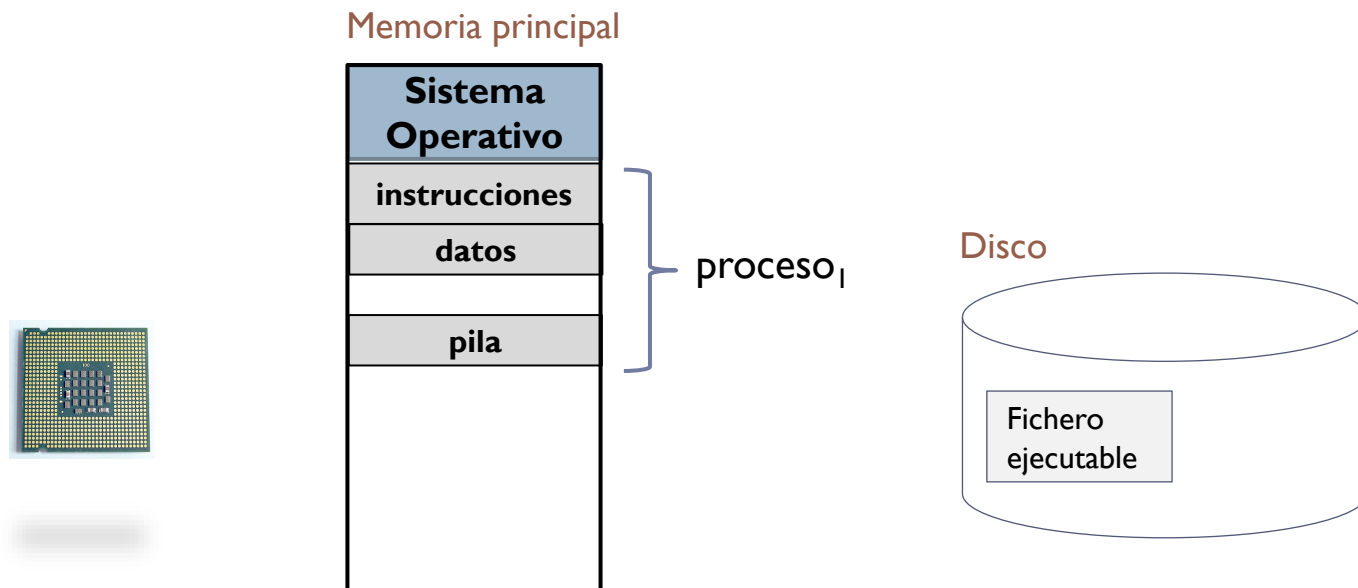 Memoria principal
Sistema
Operativo
instrucciones
datos
pila
proceso₁
Disco
Fichero
ejecutable